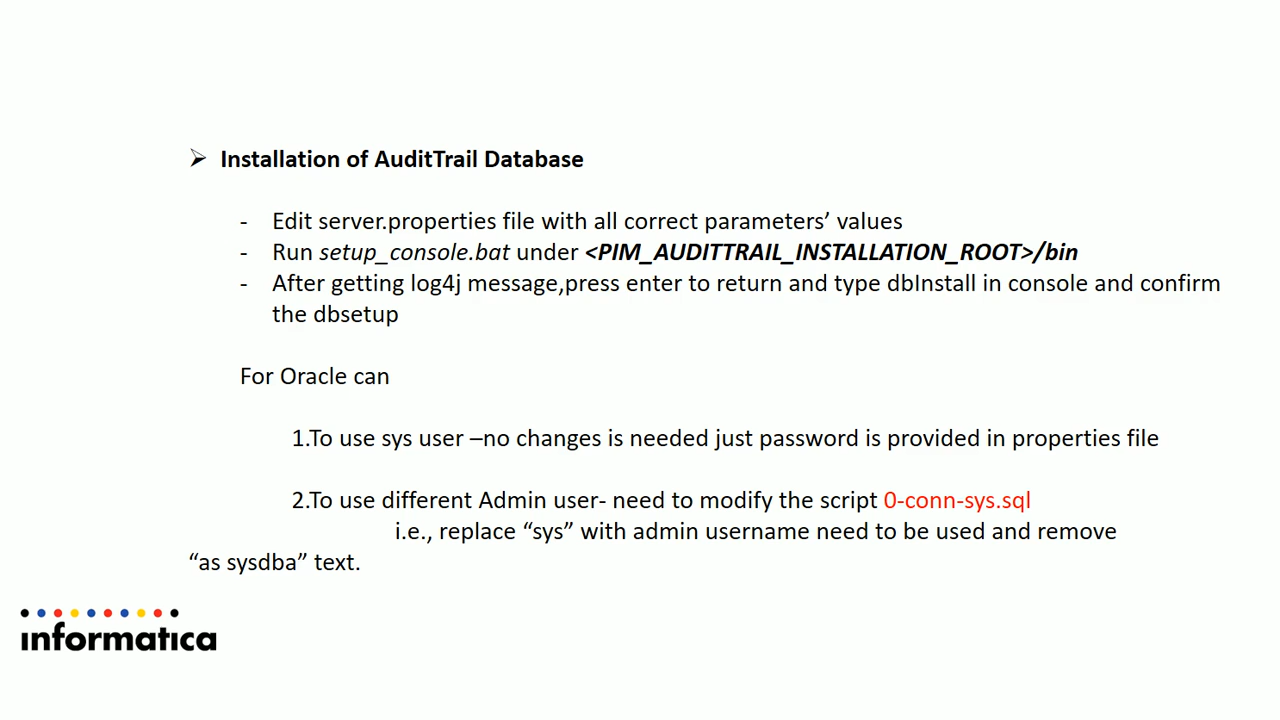 ➢ Installation of AuditTrail Database
- Edit server.properties file with all correct parameters’ values
- Run setup_console.bat under <PIM_AUDITTRAIL_INSTALLATION_ROOT>/bin
- After getting log4j message,press enter to return and type dbInstall in console and confirm
the dbsetup
For Oracle can
1.To use sys user –no changes is needed just password is provided in properties file
2.To use different Admin user- need to modify the script 0-conn-sys.sql
i.e., replace “sys” with admin username need to be used and remove
“as sysdba” text.
informatica